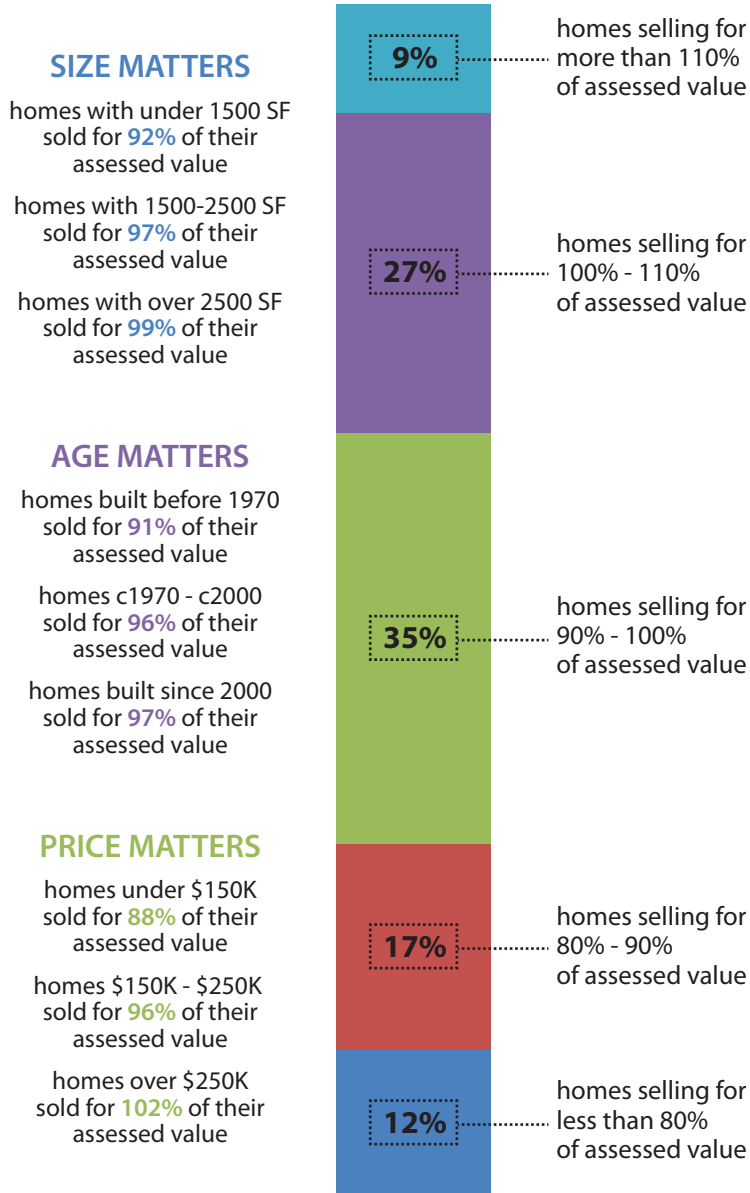 SIZE MATTERS
homes with under 1500 SF
sold for 92% of their
assessed value
homes with 1500-2500 SF
sold for 97% of their
assessed value
homes with over 2500 SF
sold for 99% of their
assessed value
AGE MATTERS
homes built before 1970
sold for 91% of their
assessed value
homes c1970 - c2000
sold for 96% of their
assessed value
homes built since 2000
sold for 97% of their
assessed value
PRICE MATTERS
homes under $150K
sold for 88% of their
assessed value
homes $150K - $250K
sold for 96% of their
assessed value
homes over $250K
sold for 102% of their
assessed value
9%
homes selling for
more than 110%
of assessed value
27%
homes selling for
100% - 110%
of assessed value
35%
homes selling for
90% - 100%
of assessed value
17%
homes selling for
80% - 90%
of assessed value
12%
homes selling for
less than 80%
of assessed value